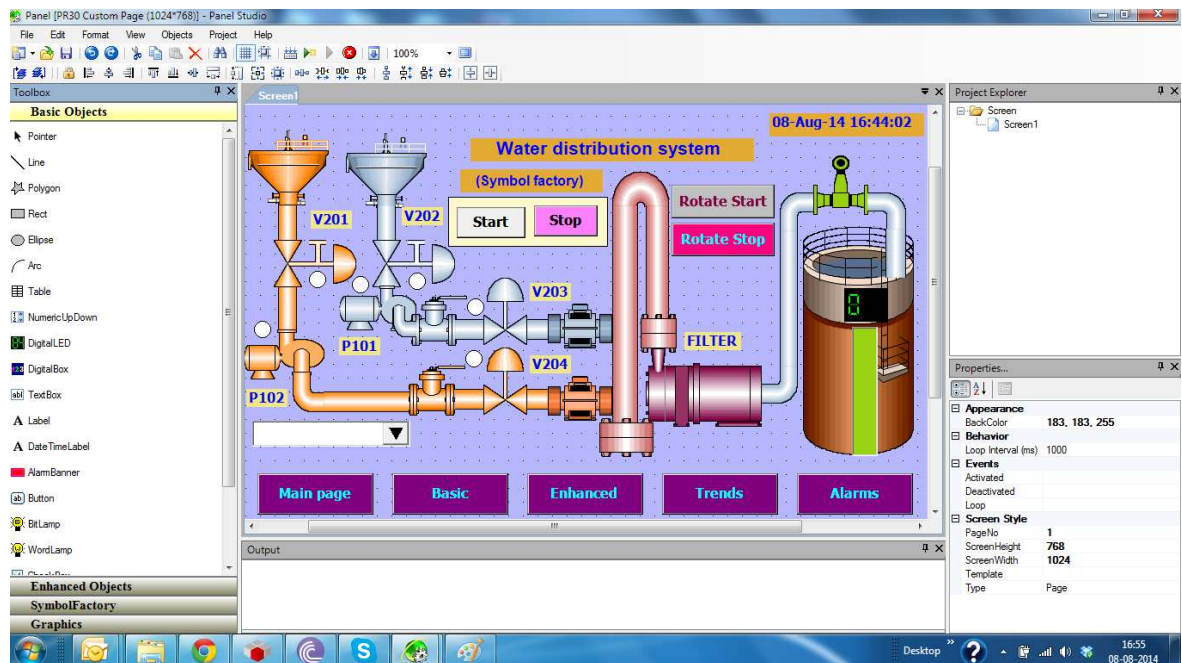 Panel [PR30 Custom Page (1024*768)] - Panel Studio
File Edit Format View Objects Project Help
100%
Toolbox
Basic Objects
Pointer
Line
Polygon
Rect
Ellipse
Arc
Table
NumericUpDown
DigitalLED
DigitalBox
TextBox
Label
DateTimeLabel
AlarmBanner
Button
BitLamp
WordLamp
CheckBox
Enhanced Objects
SymbolFactory
Graphics
Screen1
08-Aug-14 16:44:02
Water distribution system
(Symbol factory)
Start Stop
Rotate Start
Rotate Stop
V201
V202
V203
P101
FILTER
V204
P102
0
Main page Basic Enhanced Trends Alarms
Output
Project Explorer
Screen
Screen1
Properties...
Appearance
BackColor 183, 183, 255
Behavior
Loop Interval (ms) 1000
Events
Activated
Deactivated
Loop
Screen Style
PageNo 1
ScreenHeight 768
ScreenWidth 1024
Template
Type Page
Desktop
16:55
08-08-2014